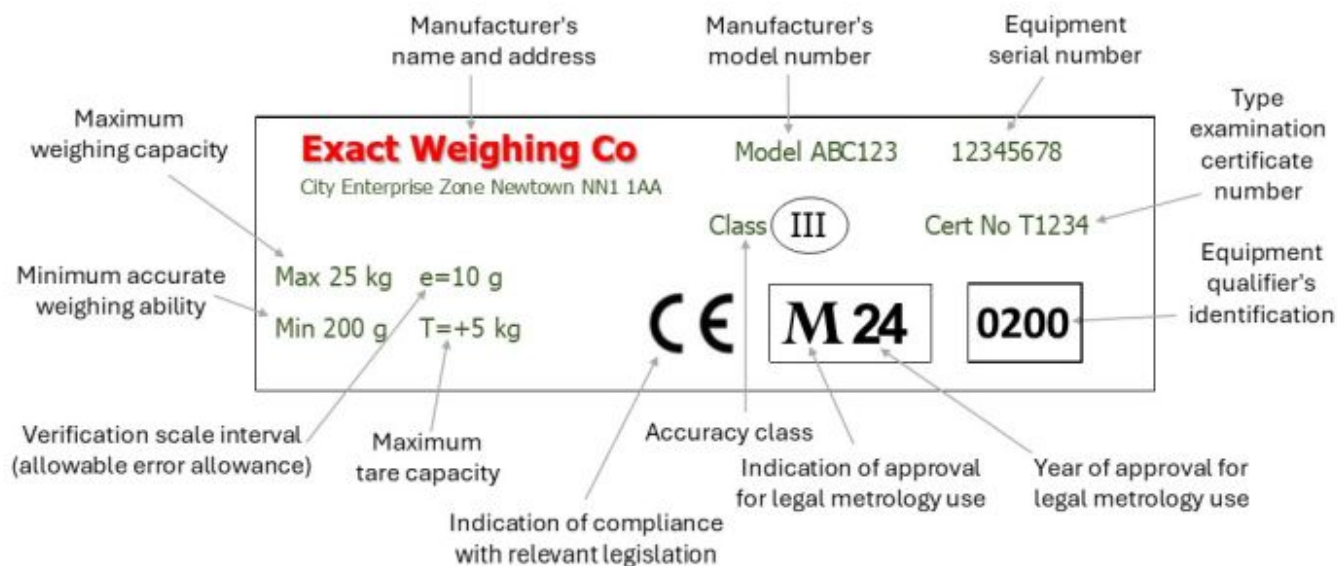 Manufacturer's
name and address
Manufacturer's
model number
Equipment
serial number
Maximum
weighing capacity
Type
examination
certificate
number
Exact Weighing Co
Model ABC123 12345678
City Enterprise Zone Newtown NN1 1AA
Class III Cert No T1234
Minimum accurate
weighing ability
Equipment
qualifier's
identification
Max 25 kg e=10 g
Min 200 g T=+5 kg
CE M 24 0200
Verification scale interval
(allowable error allowance)
Maximum
tare capacity
Accuracy class
Indication of compliance
with relevant legislation
Indication of approval
for legal metrology use
Year of approval for
legal metrology use